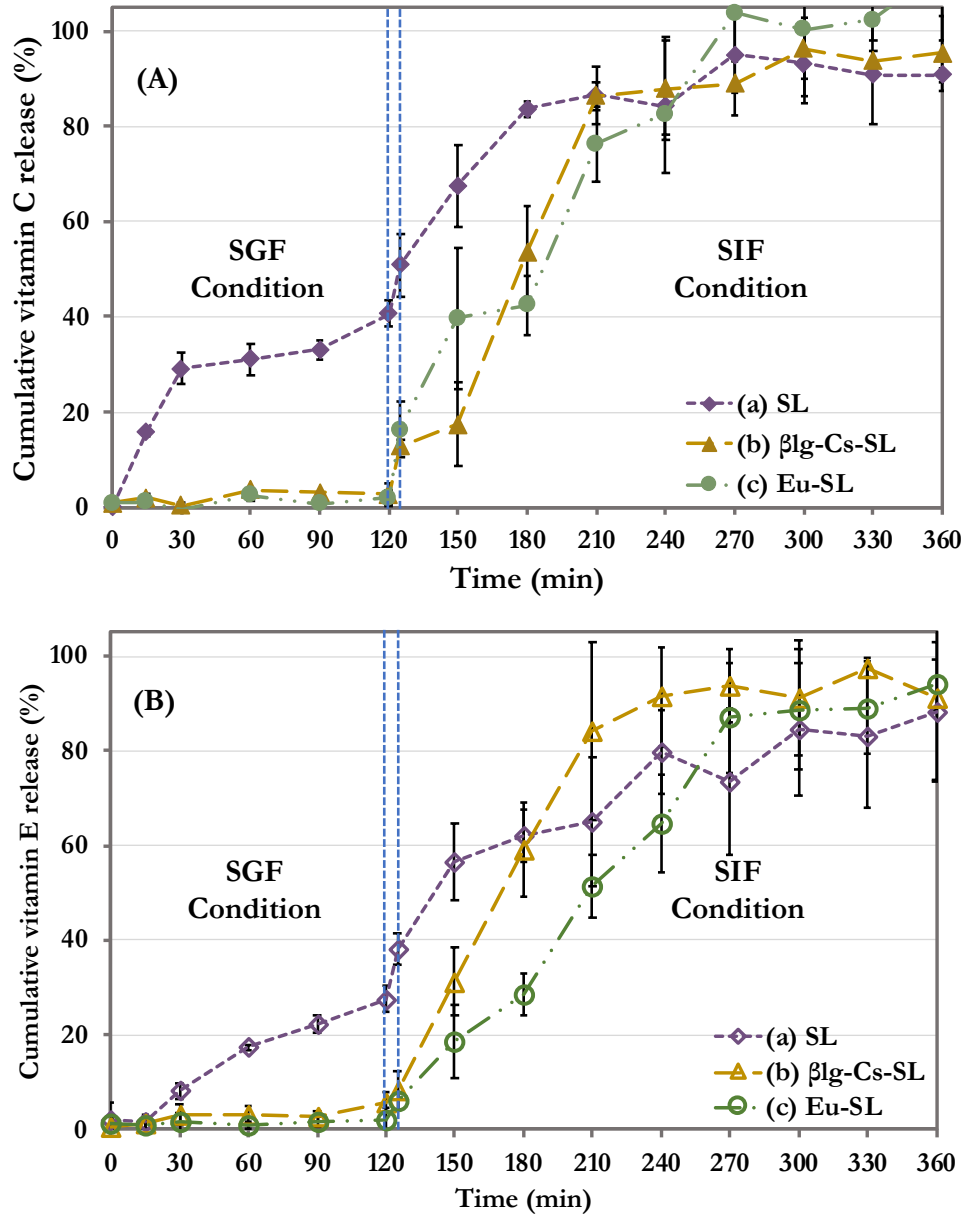 100
80
60
40
20
0
Cumulative vitamin C release (%)
(A)
SGF
Condition
SIF
Condition
(a) SL
(b) βlg-Cs-SL
(c) Eu-SL
0 30 60 90 120 150 180 210 240 270 300 330 360
Time (min)
100
80
60
40
20
0
Cumulative vitamin E release (%)
(B)
SGF
Condition
SIF
Condition
(a) SL
(b) βlg-Cs-SL
(c) Eu-SL
0 30 60 90 120 150 180 210 240 270 300 330 360
Time (min)